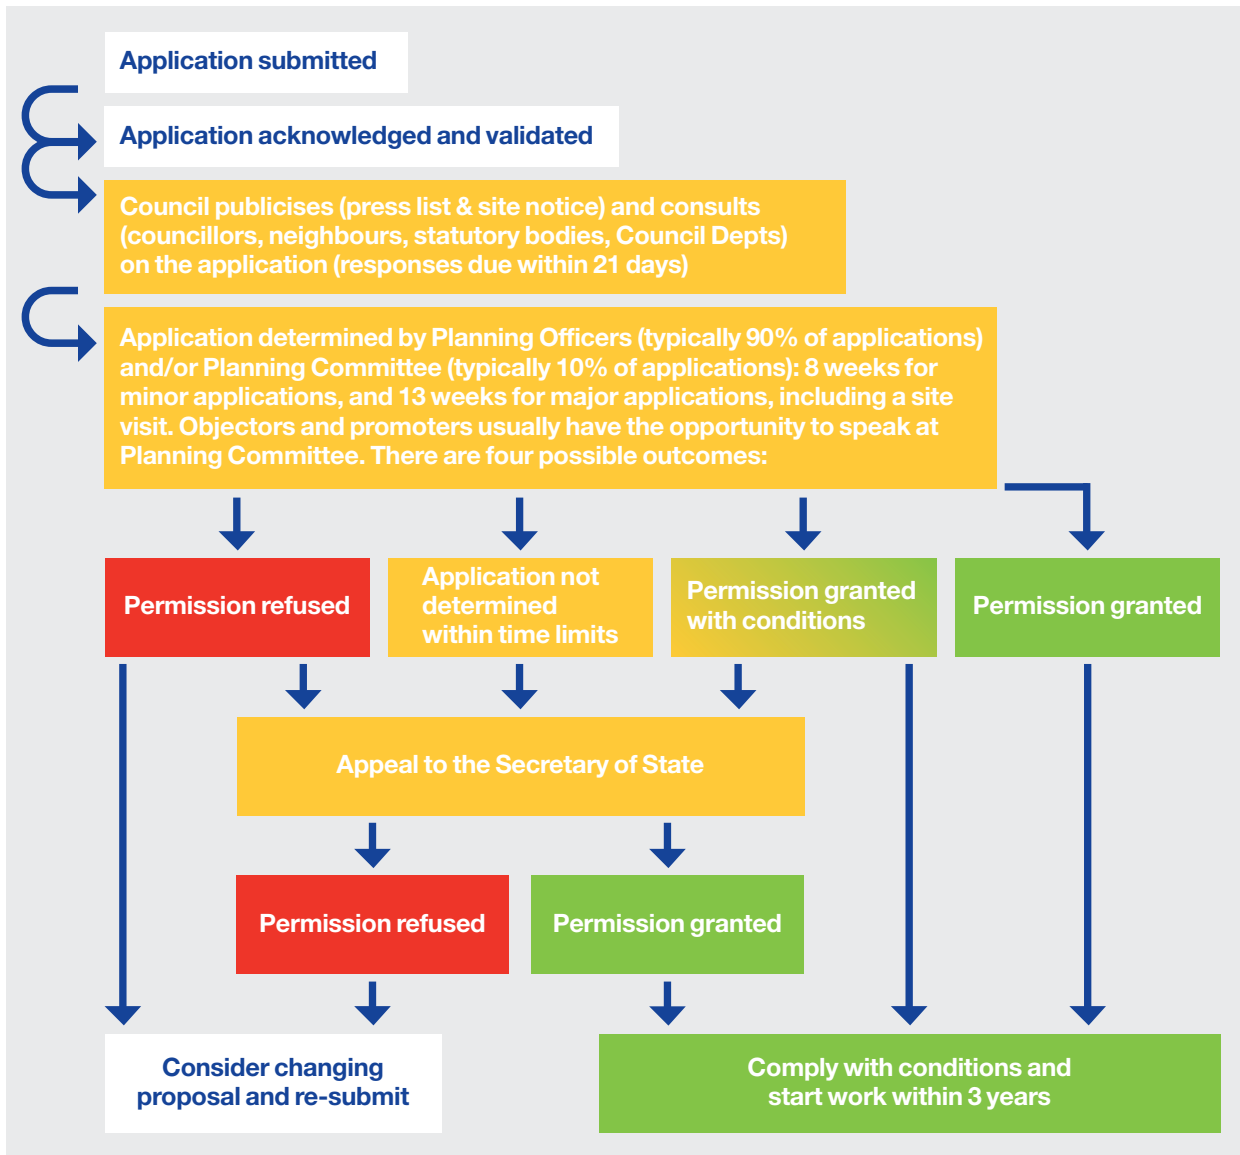 Application submitted
Application acknowledged and validated
Council publicises (press list & site notice) and consults
(councillors, neighbours, statutory bodies, Council Depts)
on the application (responses due within 21 days)
Application determined by Planning Officers (typically 90% of applications)
and/or Planning Committee (typically 10% of applications): 8 weeks for
minor applications, and 13 weeks for major applications, including a site
visit. Objectors and promoters usually have the opportunity to speak at
Planning Committee. There are four possible outcomes:
Permission refused
Application not
determined
within time limits
Permission granted
with conditions
Permission granted
Appeal to the Secretary of State
Permission refused
Permission granted
Consider changing
proposal and re-submit
Comply with conditions and
start work within 3 years